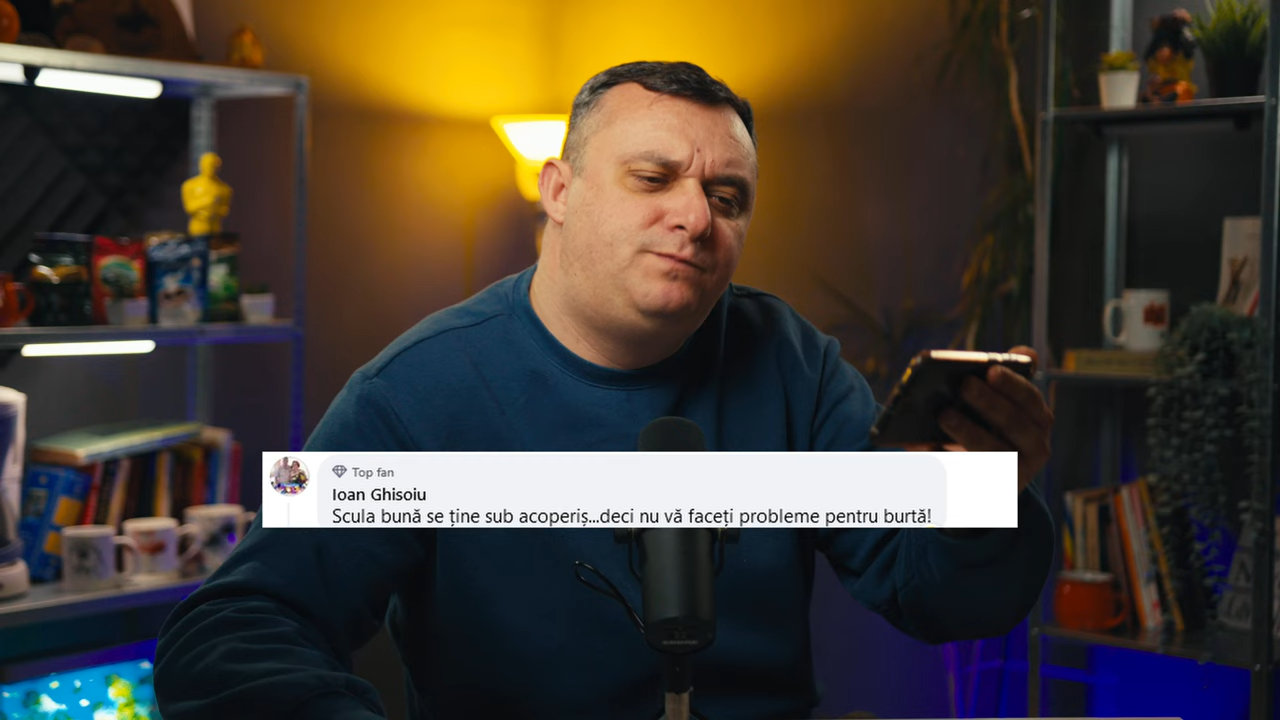 Top fan
Ioan Ghisoiu
Scula bună se ține sub acoperiș...deci nu vă faceți probleme pentru burtă!